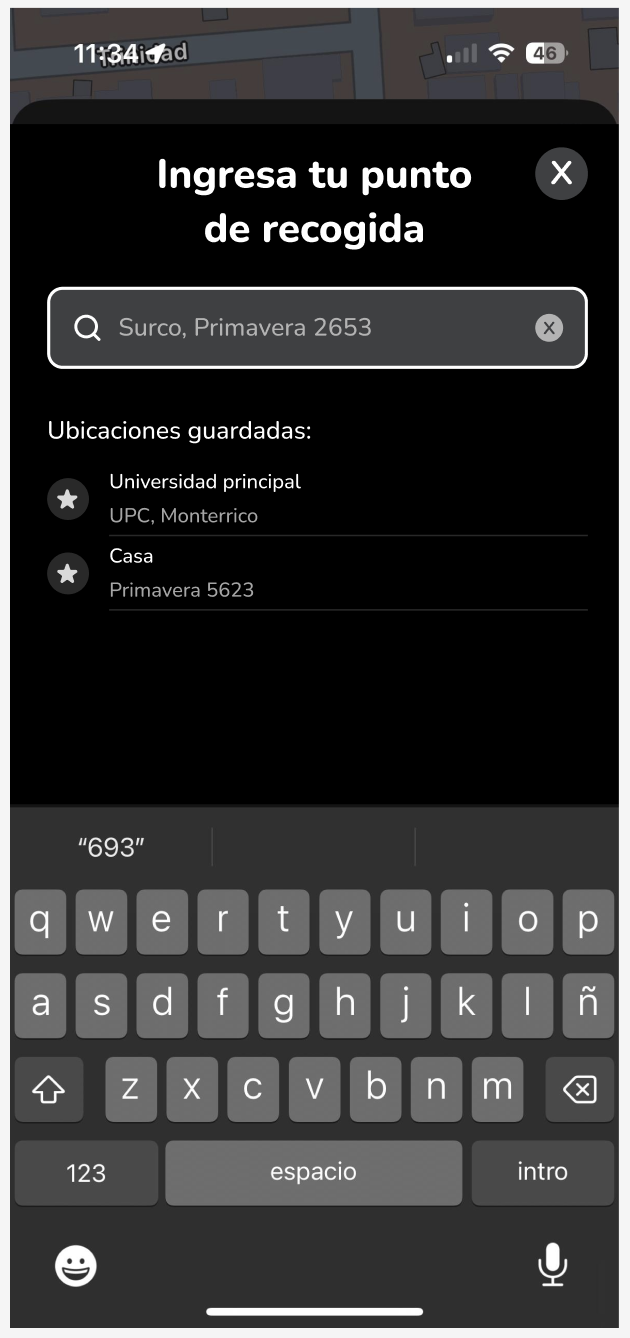 11:34
Trinidad
46
Ingresa tu punto
de recogida
X
Surco, Primavera 2653
X
Ubicaciones guardadas:
Universidad principal
UPC, Monterrico
Casa
Primavera 5623
“693”
q w e r t y u i o p
a s d f g h j k l ñ
z x c v b n m
123 espacio intro